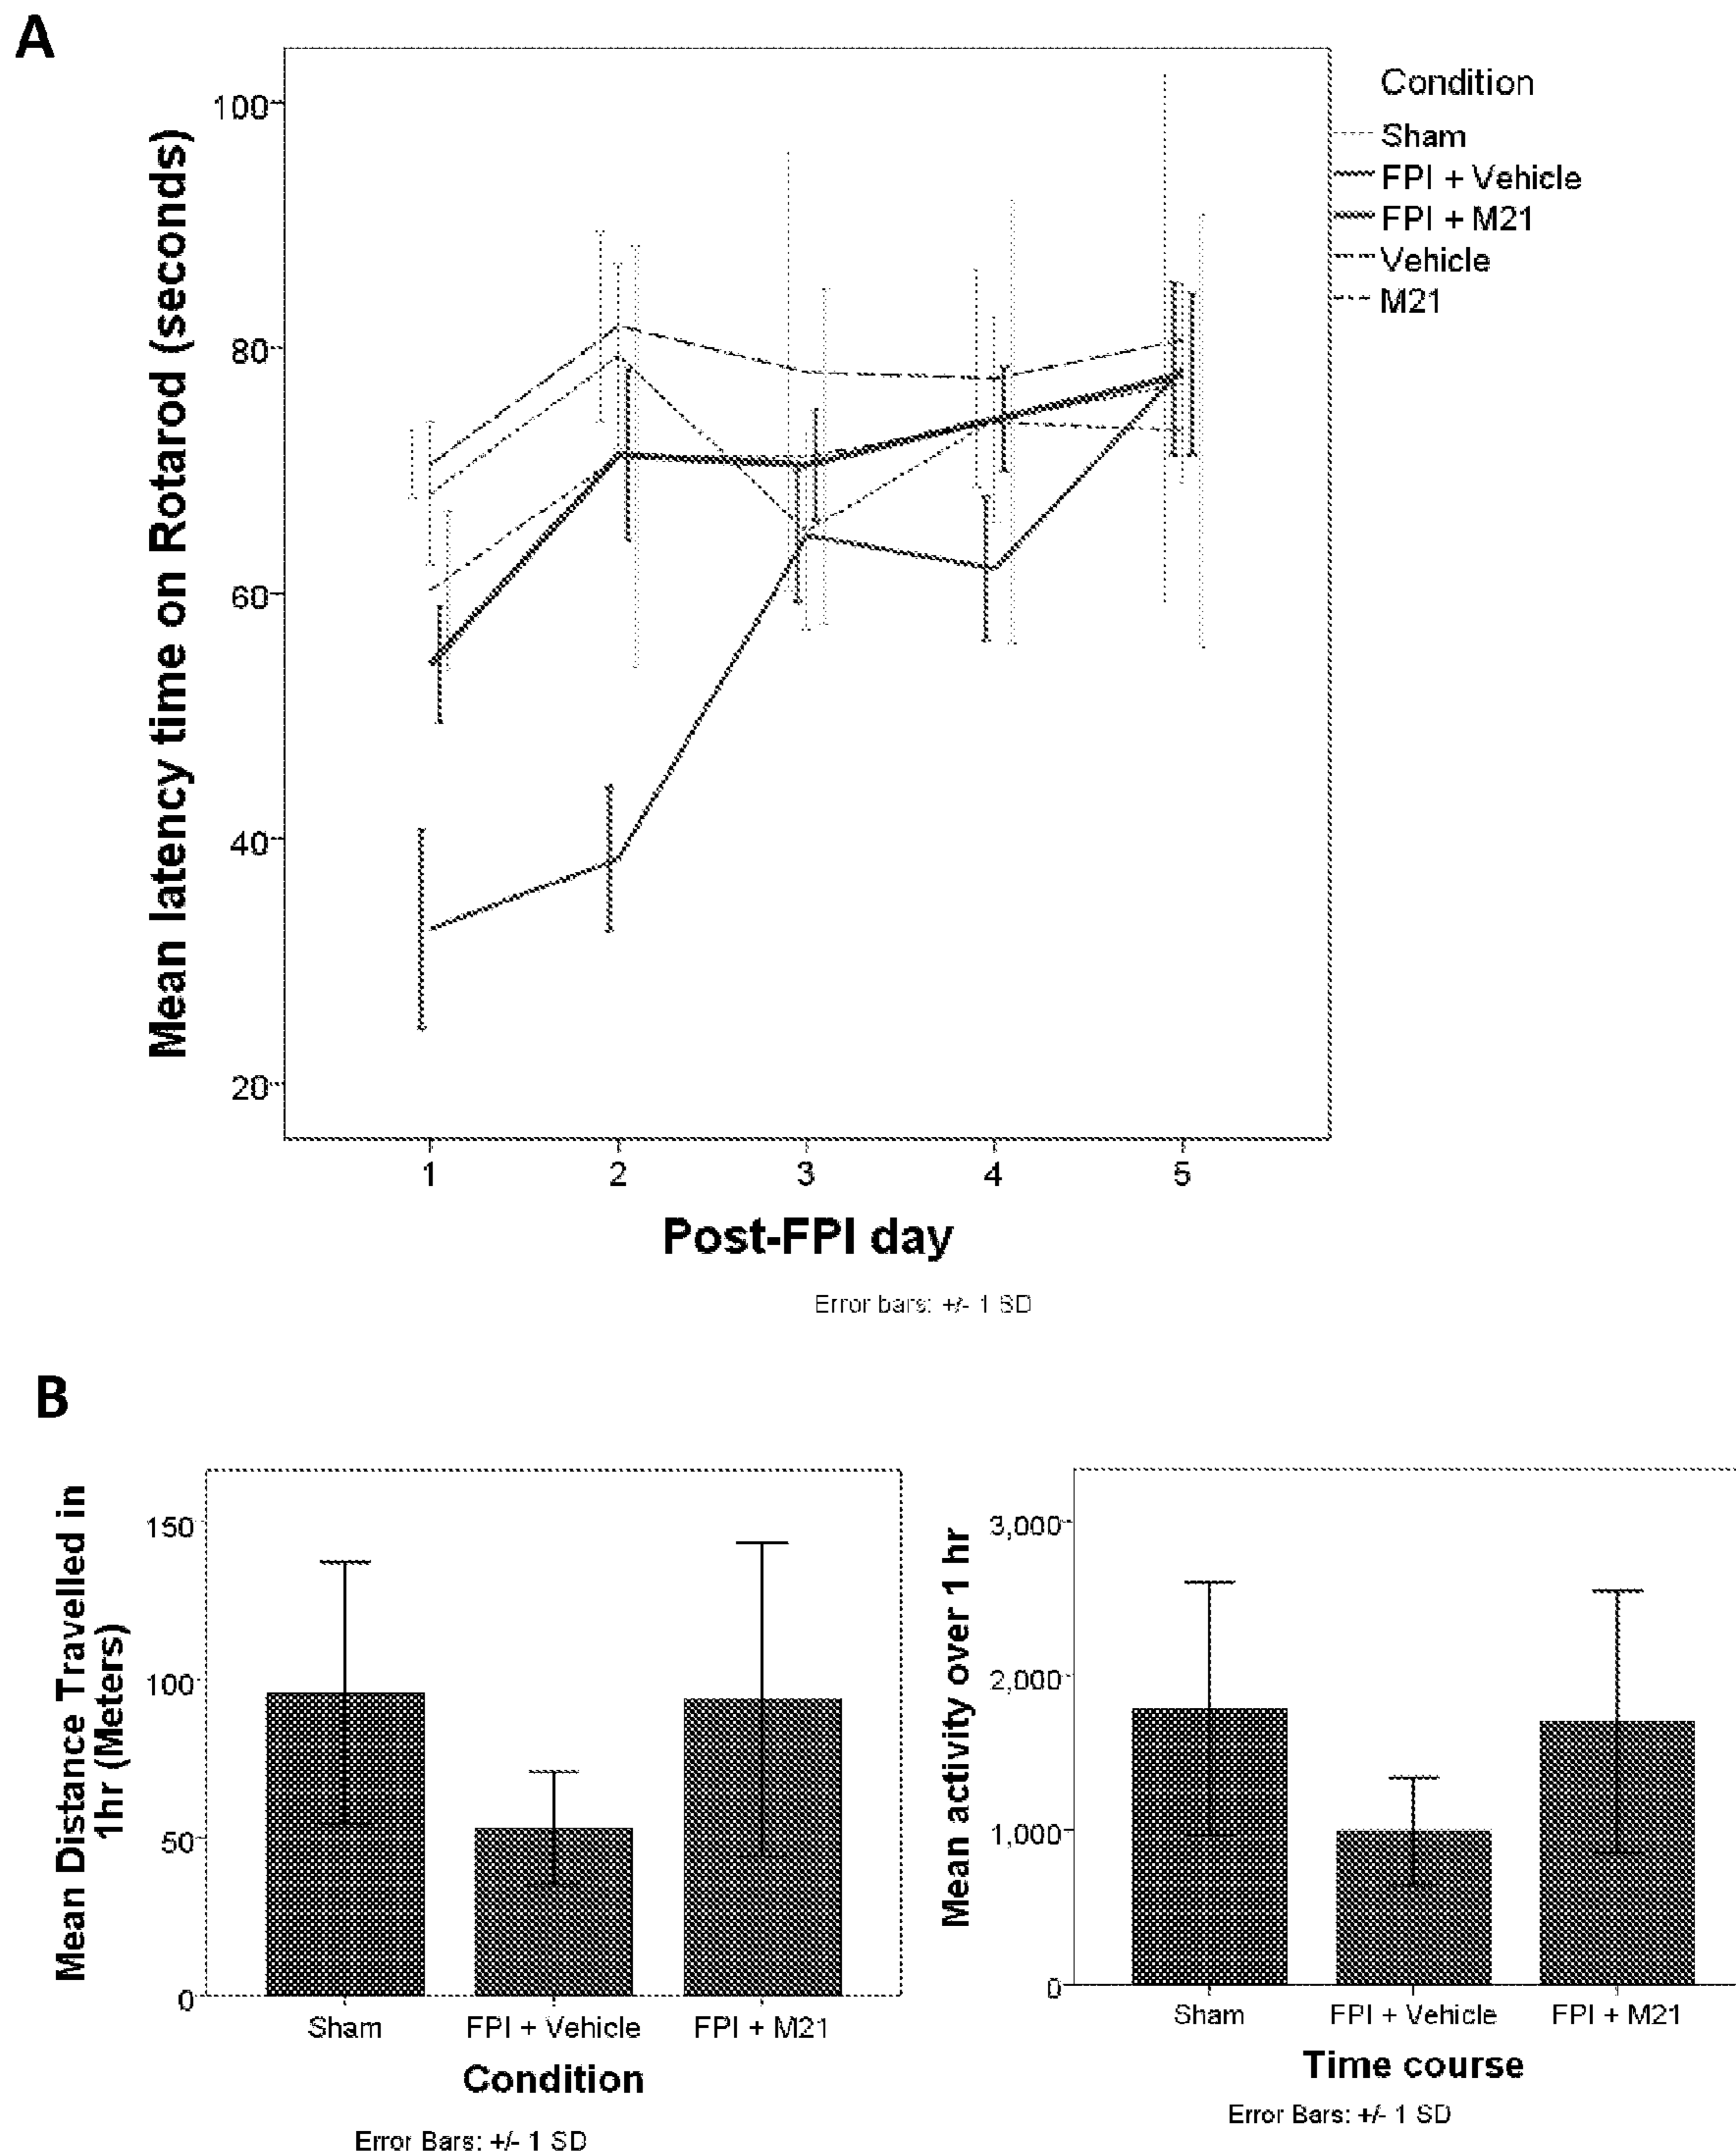 A
Mean latency time on Rotarod (seconds)
100
80
60
40
20
1 2 3 4 5
Post-FPI day
Error bars: +/- 1 SD
Condition
Sham
FPI + Vehicle
FPI + M21
Vehicle
M21
B
Mean Distance Travelled in
1hr (Meters)
150
100
50
0
Sham FPI + Vehicle FPI + M21
Condition
Error Bars: +/- 1 SD
Mean activity over 1 hr
3,000
2,000
1,000
0
Sham FPI + Vehicle FPI + M21
Time course
Error Bars: +/- 1 SD